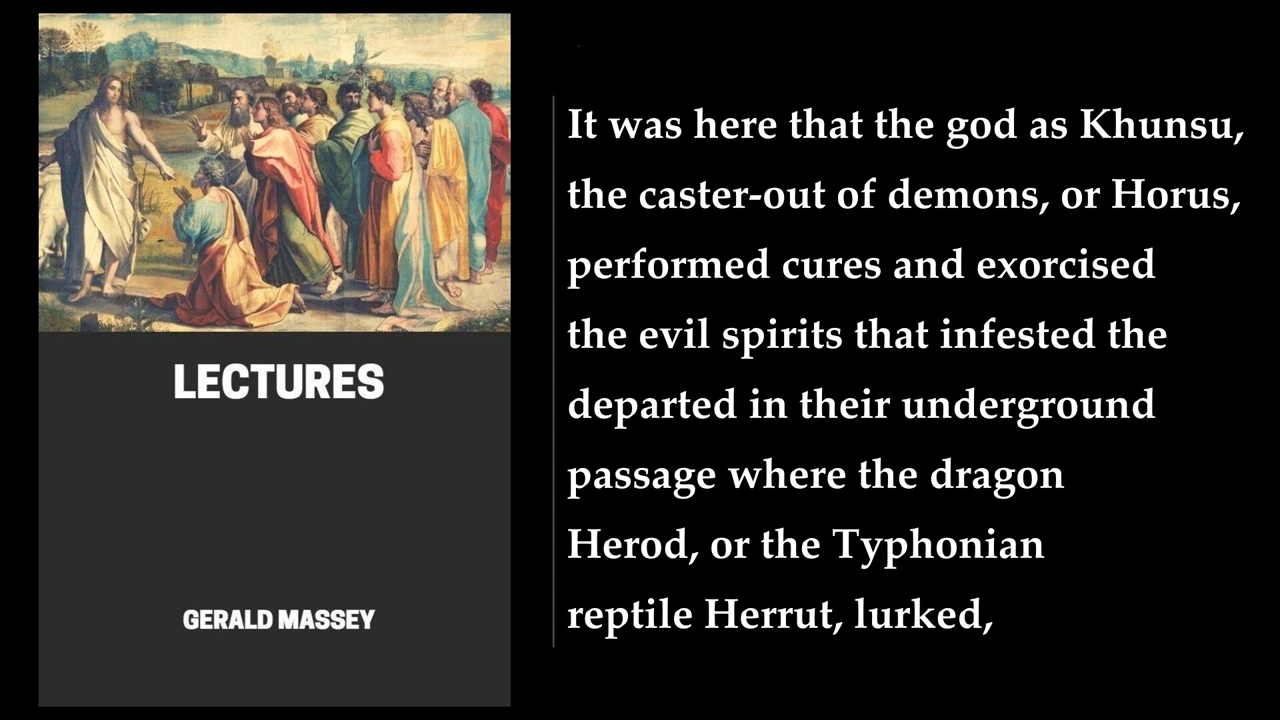 LECTURES
GERALD MASSEY
It was here that the god as Khunsu,
the caster-out of demons, or Horus,
performed cures and exorcised
the evil spirits that infested the
departed in their underground
passage where the dragon
Herod, or the Typhonian
reptile Herrut, lurked,